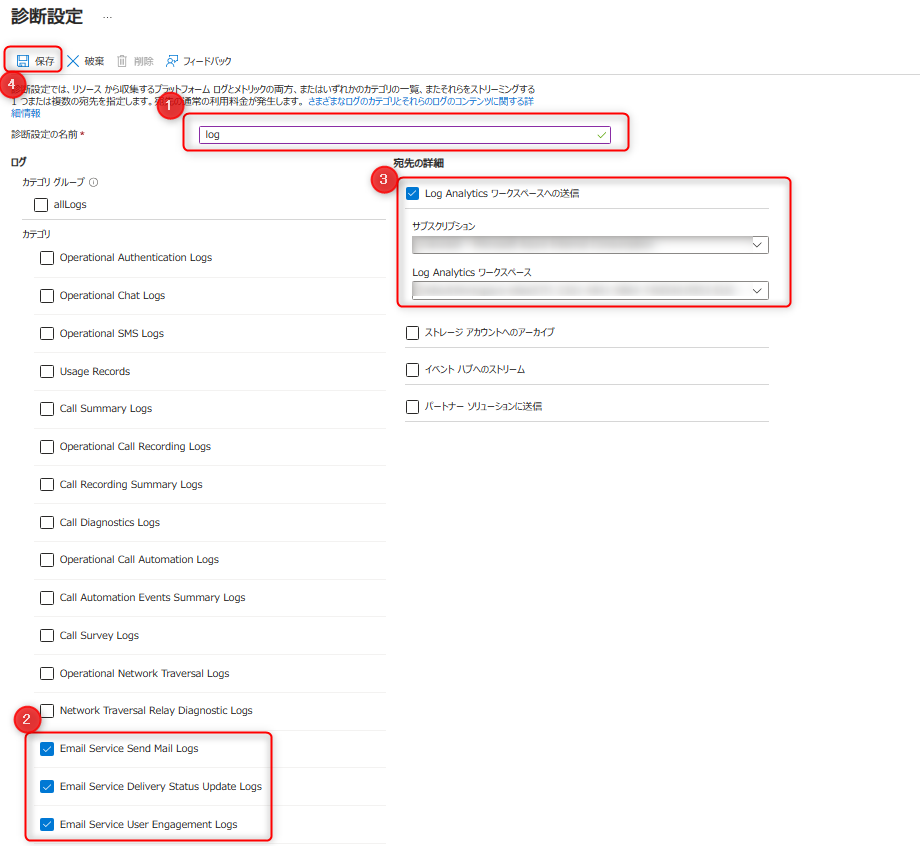 診断設定 …
保存 破棄 削除 フィードバック
4
断設定では、リソース から収集するプラットフォーム ログとメトリックの両方、またはいずれかのカテゴリの一覧、またそれらをストリーミングする
1 つまたは複数の宛先を指定します。宛先の通常の利用料金が発生します。さまざまなログのカテゴリとそれらのログのコンテンツに関する詳
細情報
1
診断設定の名前 *
log
ログ
カテゴリ グループ
allLogs
カテゴリ
Operational Authentication Logs
Operational Chat Logs
Operational SMS Logs
Usage Records
Call Summary Logs
Operational Call Recording Logs
Call Recording Summary Logs
Call Diagnostics Logs
Operational Call Automation Logs
Call Automation Events Summary Logs
Call Survey Logs
Operational Network Traversal Logs
Network Traversal Relay Diagnostic Logs
2
Email Service Send Mail Logs
Email Service Delivery Status Update Logs
Email Service User Engagement Logs
宛先の詳細
3
Log Analytics ワークスペースへの送信
サブスクリプション
Log Analytics ワークスペース
ストレージ アカウントへのアーカイブ
イベント ハブへのストリーム
パートナー ソリューションに送信